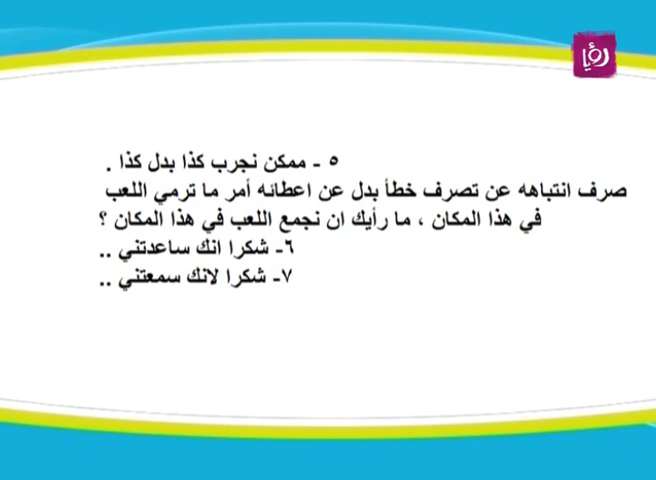 رؤيا
٥ - ممكن نجرب كذا بدل كذا .
صرف انتباهه عن تصرف خطأ بدل عن اعطائه أمر ما ترمي اللعب
في هذا المكان ، ما رأيك ان نجمع اللعب في هذا المكان ؟
٦- شكرا انك ساعدتني ..
٧- شكرا لانك سمعتني ..